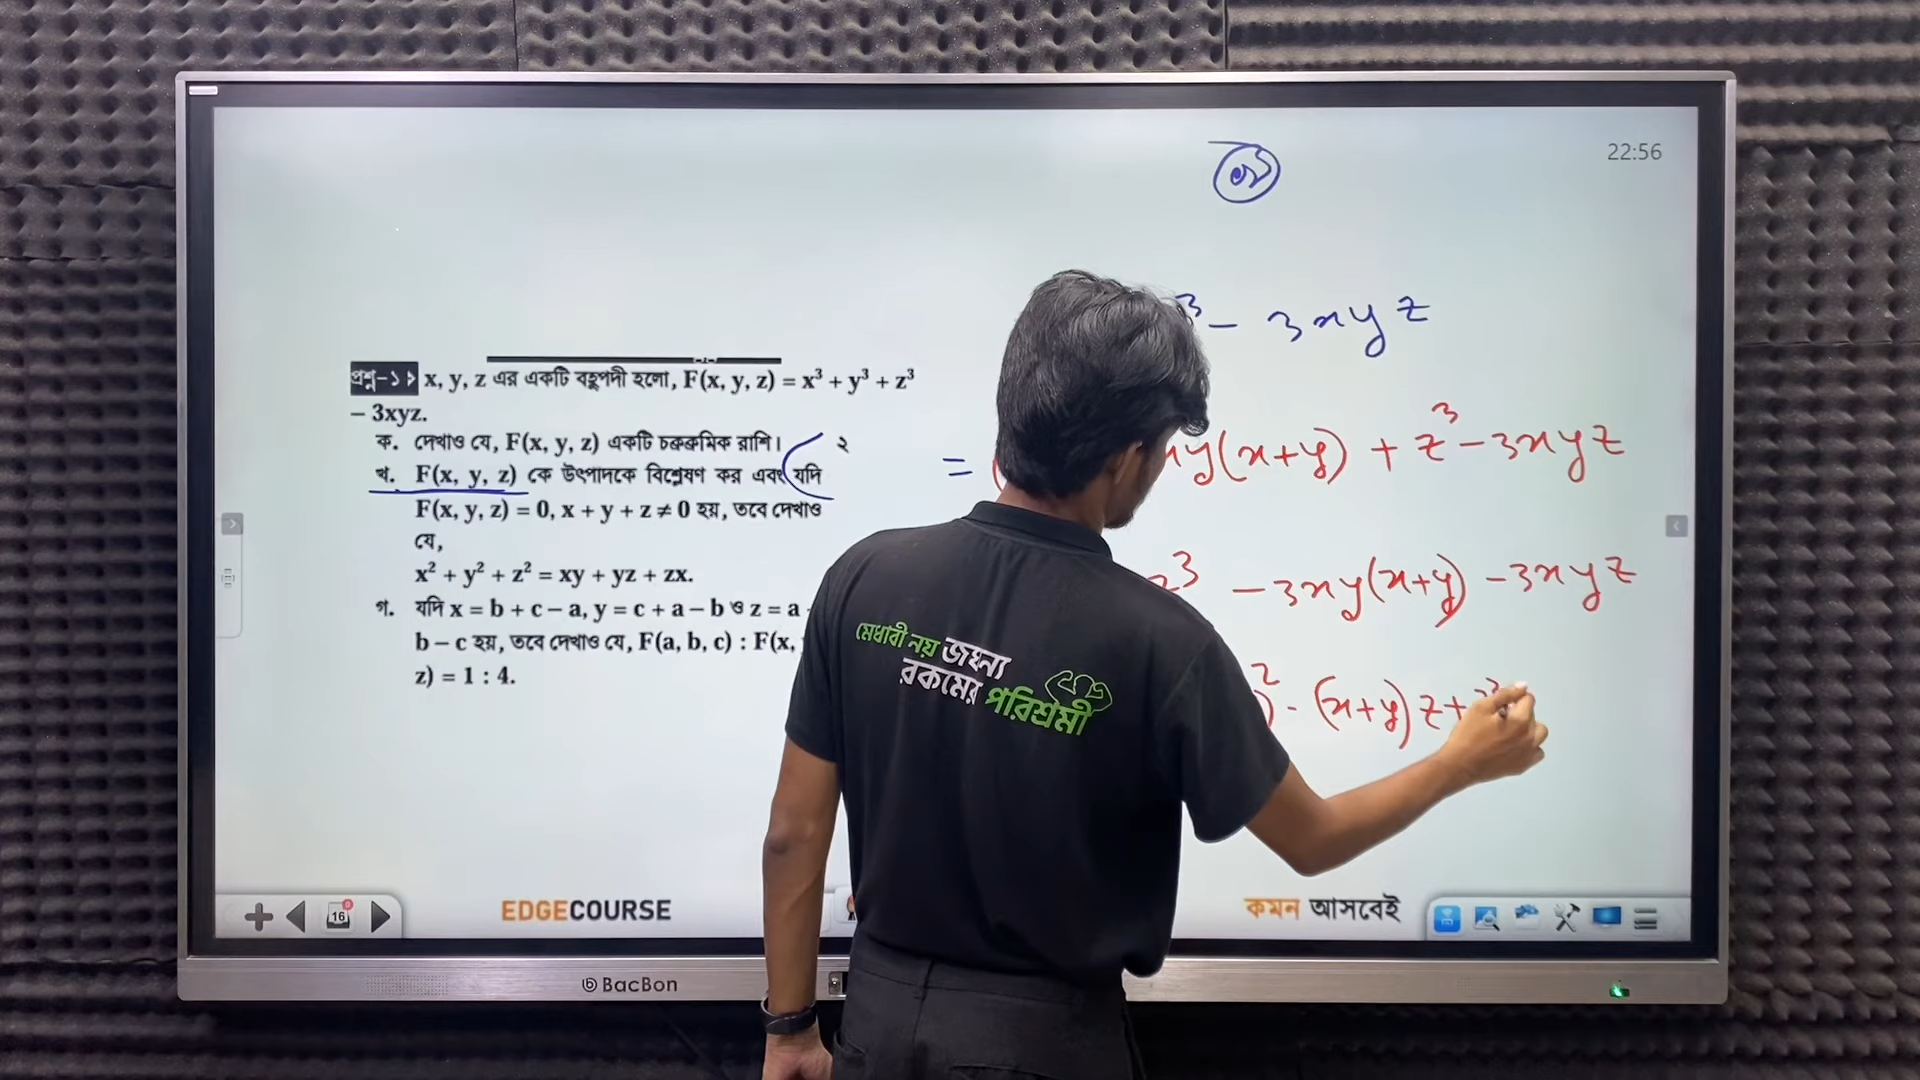 22:56
প্রশ্ন-১ x, y, z এর একটি বহুপদী হলো, F(x, y, z) = x³ + y³ + z³
– 3xyz.
ক. দেখাও যে, F(x, y, z) একটি চক্রক্রমিক রাশি। ২
খ. F(x, y, z) কে উৎপাদকে বিশ্লেষণ কর এবং যদি
F(x, y, z) = 0, x + y + z ≠ 0 হয়, তবে দেখাও
যে,
x² + y² + z² = xy + yz + zx.
গ. যদি x = b + c – a, y = c + a – b ও z = a
b – c হয়, তবে দেখাও যে, F(a, b, c) : F(x,
z) = 1 : 4.
³ – 3xyz
= xy(x+y) + z³ – 3xyz
³ – 3xy(x+y) – 3xyz
)² - (x+y)z +
মেধাবী নয় জঘন্য
রকমের পরিশ্রমী
EDGECOURSE
কমন আসবেই
16
BacBon